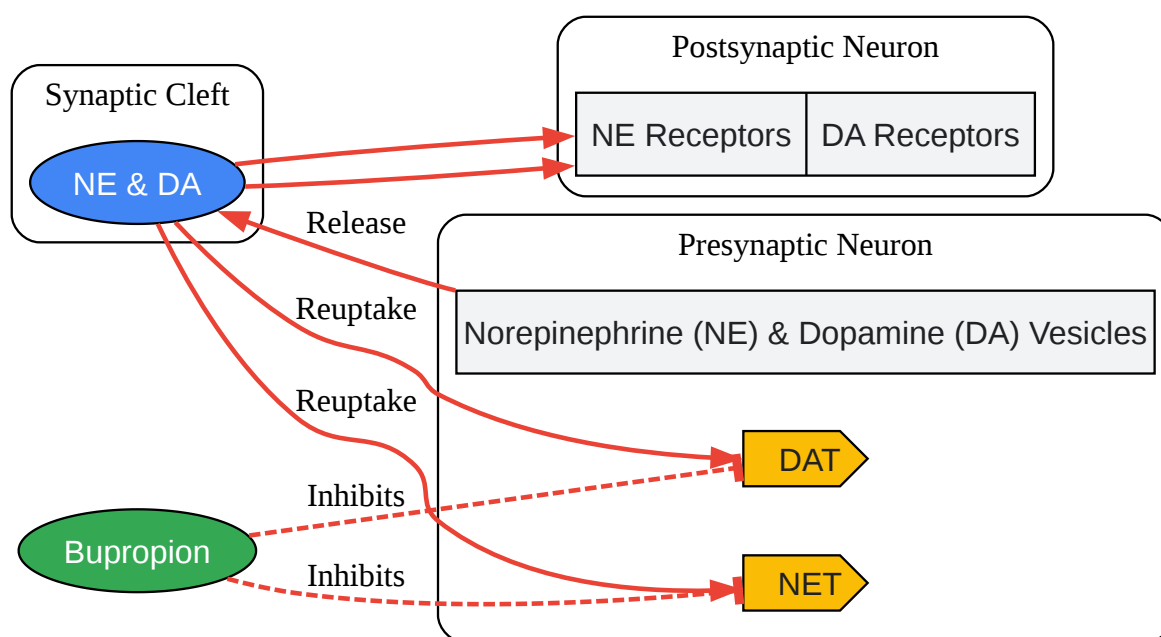 Postsynaptic Neuron
Synaptic Cleft
NE Receptors
DA Receptors
NE & DA
Release
Presynaptic Neuron
Reuptake
Norepinephrine (NE) & Dopamine (DA) Vesicles
Reuptake
DAT
Inhibits
Bupropion
Inhibits
NET